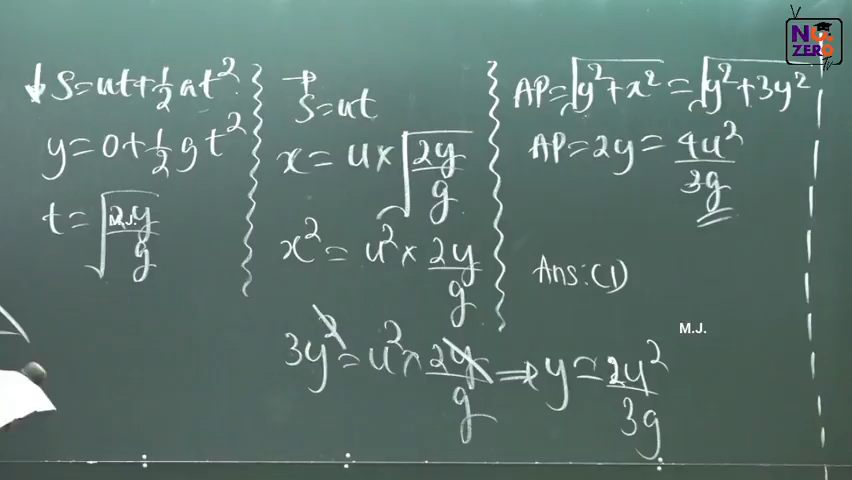 ↓ S=ut+½at²
y=0+½gt²
t=√(2y/g)
M.J.
→
S=ut
x=u×√(2y/g)
x²=u²×2y/g
3y²=u²×2y/g ⇒ y=2u²/3g
AP=√(y²+x²)=√(y²+3y²)
AP=2y=4u²/3g
Ans:(1)
M.J.
NO.
ZERO